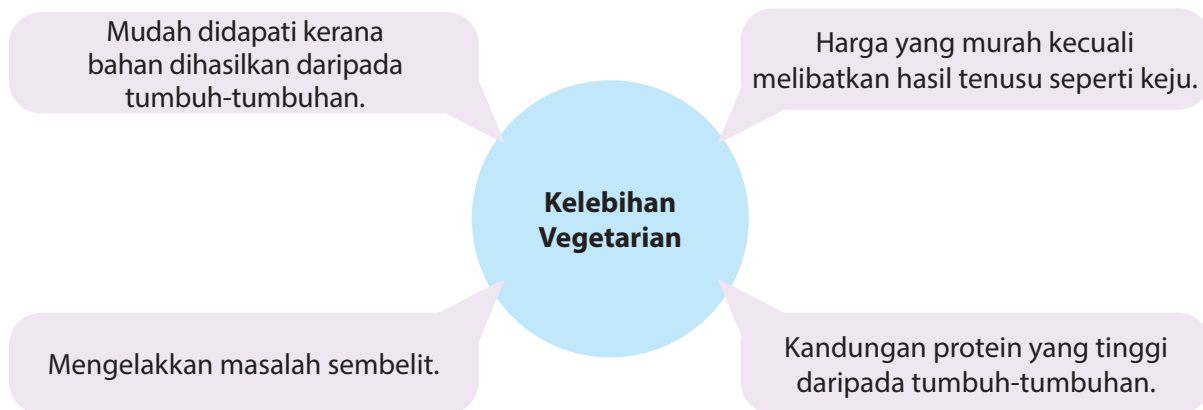 Mudah didapati kerana
bahan dihasilkan daripada
tumbuh-tumbuhan.
Harga yang murah kecuali
melibatkan hasil tenusu seperti keju.
Kelebihan
Vegetarian
Mengelakkan masalah sembelit.
Kandungan protein yang tinggi
daripada tumbuh-tumbuhan.